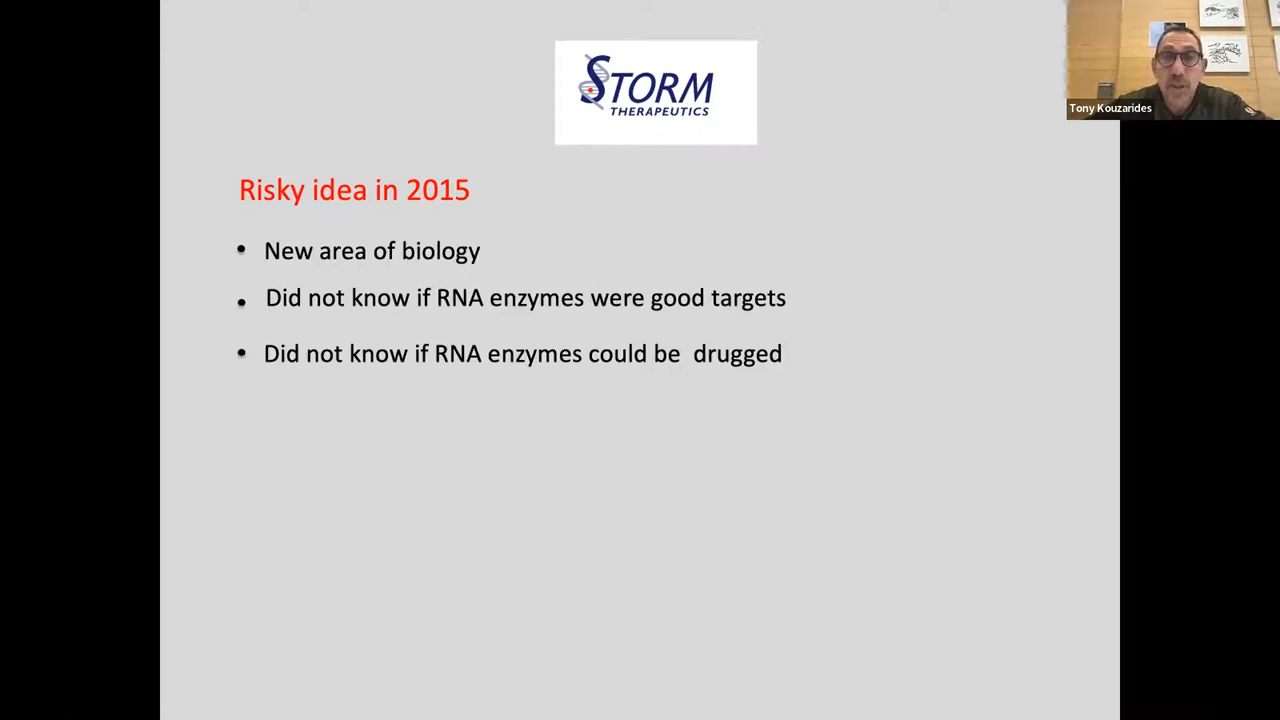 STORM
THERAPEUTICS
Tony Kouzarides
Risky idea in 2015
• New area of biology
• Did not know if RNA enzymes were good targets
• Did not know if RNA enzymes could be  drugged